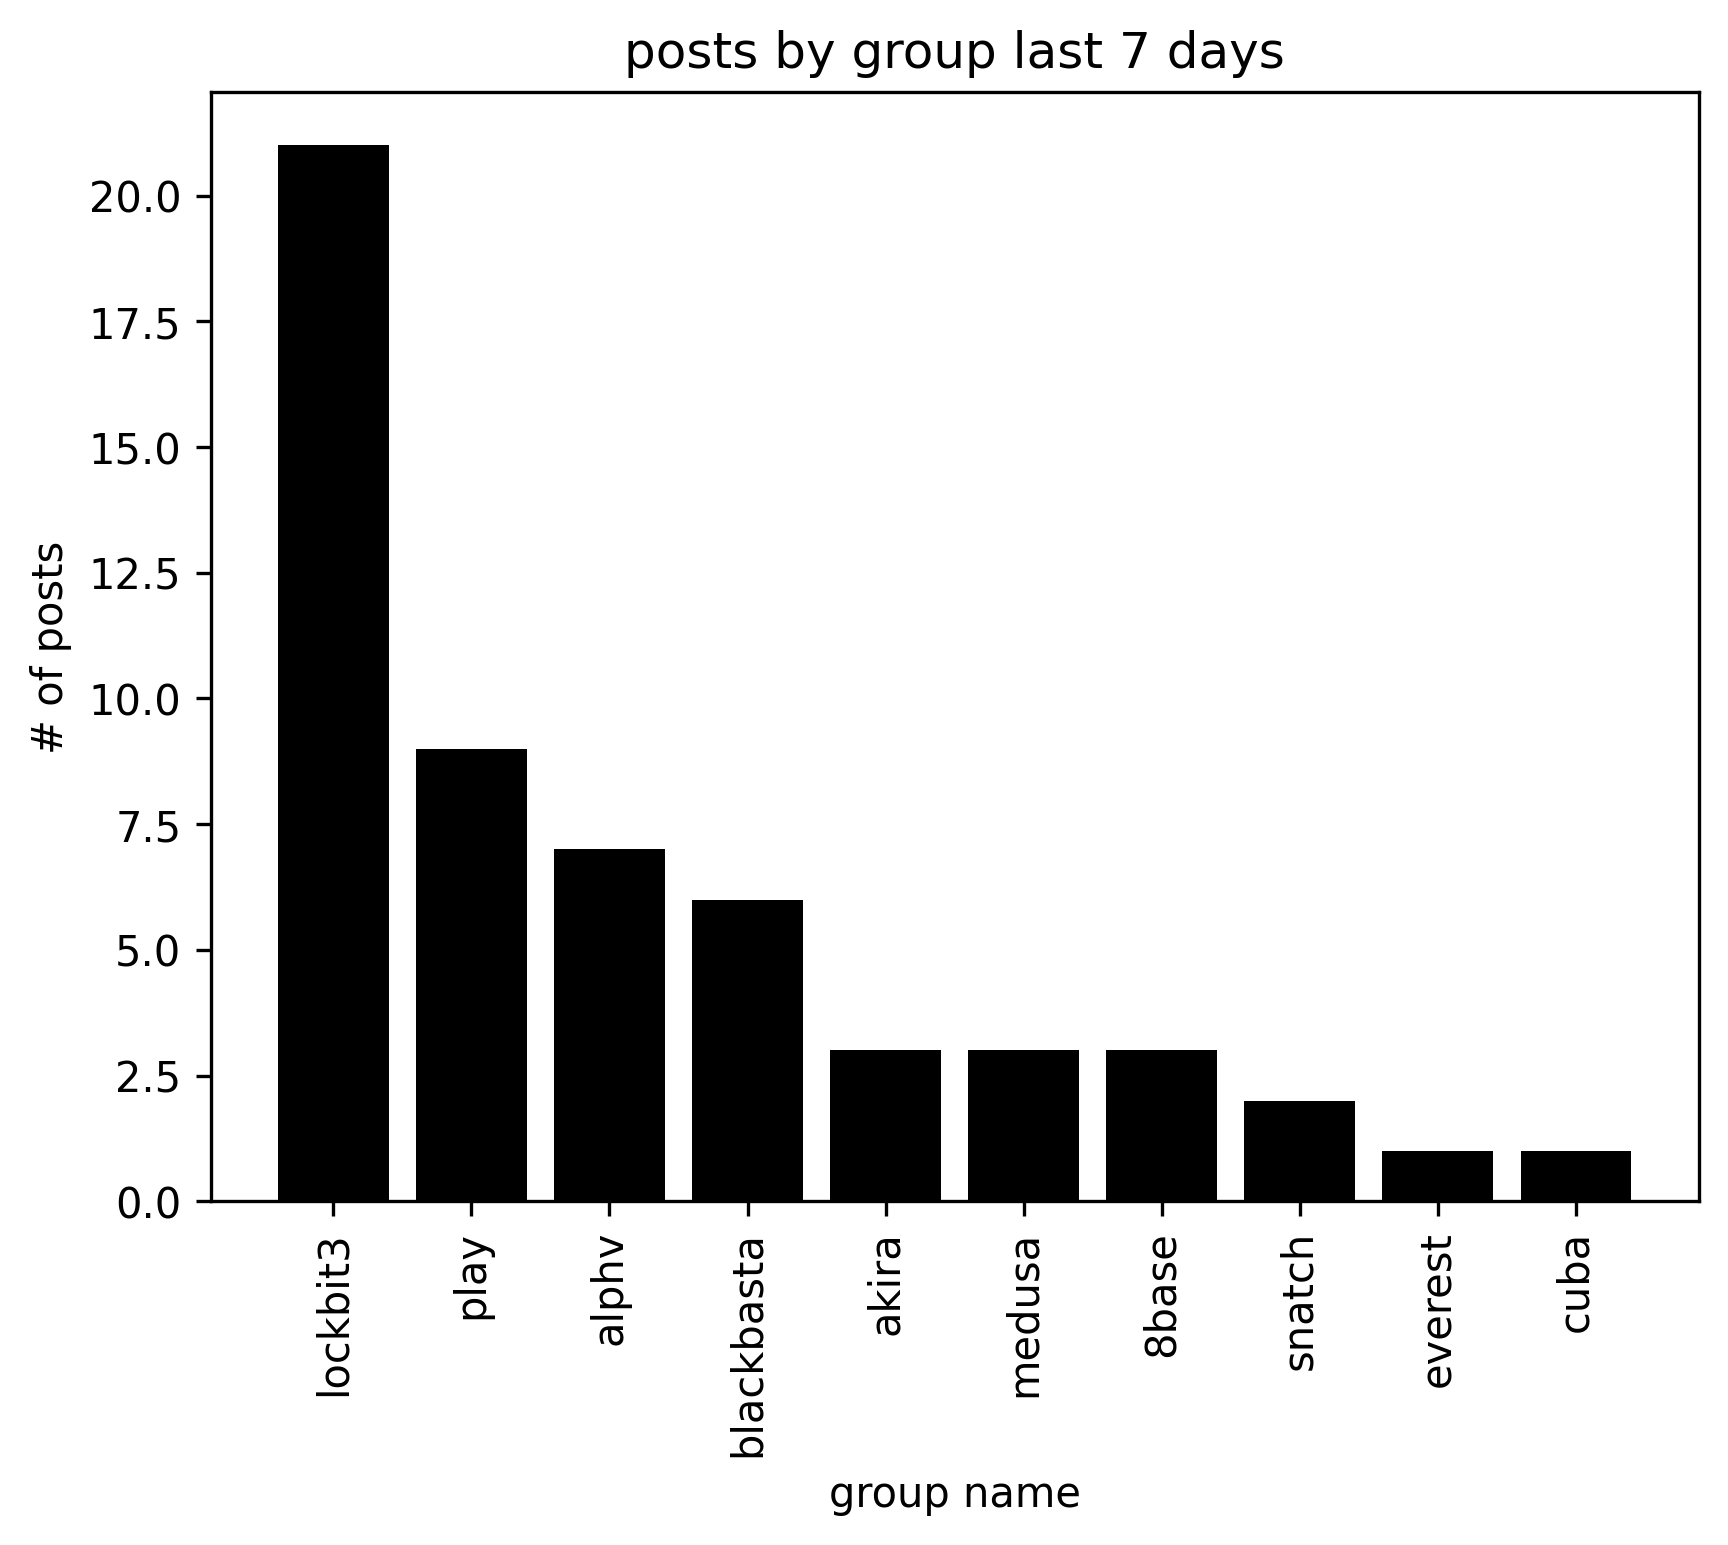 posts by group last 7 days
20.0
17.5
15.0
12.5
10.0
7.5
5.0
2.5
0.0
# of posts
lockbit3
play
alphv
blackbasta
akira
medusa
8base
snatch
everest
cuba
group name